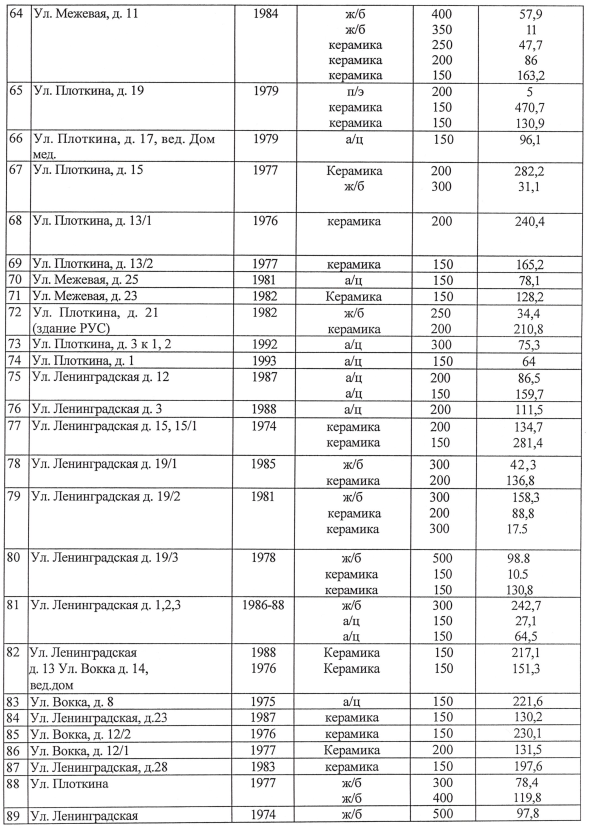 64 Ул. Межевая, д. 11 1984 ж/б 400 57,9
ж/б 350 11
керамика 250 47,7
керамика 200 86
керамика 150 163,2
65 Ул. Плоткина, д. 19 1979 п/э 200 5
керамика 150 470,7
керамика 150 130,9
66 Ул. Плоткина, д. 17, вед. Дом 1979 а/ц 150 96,1
мед.
67 Ул. Плоткина, д. 15 1977 Керамика 200 282,2
ж/б 300 31,1
68 Ул. Плоткина, д. 13/1 1976 керамика 200 240,4
69 Ул. Плоткина, д. 13/2 1977 керамика 150 165,2
70 Ул. Межевая, д. 25 1981 а/ц 150 78,1
71 Ул. Межевая, д. 23 1982 Керамика 150 128,2
72 Ул. Плоткина, д. 21 1982 ж/б 250 34,4
(здание РУС) керамика 200 210,8
73 Ул. Плоткина, д. 3 к 1, 2 1992 а/ц 300 75,3
74 Ул. Плоткина, д. 1 1993 а/ц 150 64
75 Ул. Ленинградская д. 12 1987 а/ц 200 86,5
а/ц 150 159,7
76 Ул. Ленинградская д. 3 1988 а/ц 200 111,5
77 Ул. Ленинградская д. 15, 15/1 1974 керамика 200 134,7
керамика 150 281,4
78 Ул. Ленинградская д. 19/1 1985 ж/б 300 42,3
керамика 200 136,8
79 Ул. Ленинградская д. 19/2 1981 ж/б 300 158,3
керамика 200 88,8
керамика 300 17.5
80 Ул. Ленинградская д. 19/3 1978 ж/б 500 98.8
керамика 150 10.5
керамика 150 130,8
81 Ул. Ленинградская д. 1,2,3 1986-88 ж/б 300 242,7
а/ц 150 27,1
а/ц 150 64,5
82 Ул. Ленинградская 1988 Керамика 150 217,1
д. 13 Ул. Вокка д. 14, 1976 Керамика 150 151,3
вед.дом
83 Ул. Вокка, д. 8 1975 а/ц 150 221,6
84 Ул. Ленинградская, д.23 1987 керамика 150 130,2
85 Ул. Вокка, д. 12/2 1976 керамика 150 230,1
86 Ул. Вокка, д. 12/1 1977 Керамика 200 131,5
87 Ул. Ленинградская, д.28 1983 керамика 150 197,6
88 Ул. Плоткина 1977 ж/б 300 78,4
ж/б 400 119,8
89 Ул. Ленинградская 1974 ж/б 500 97,8